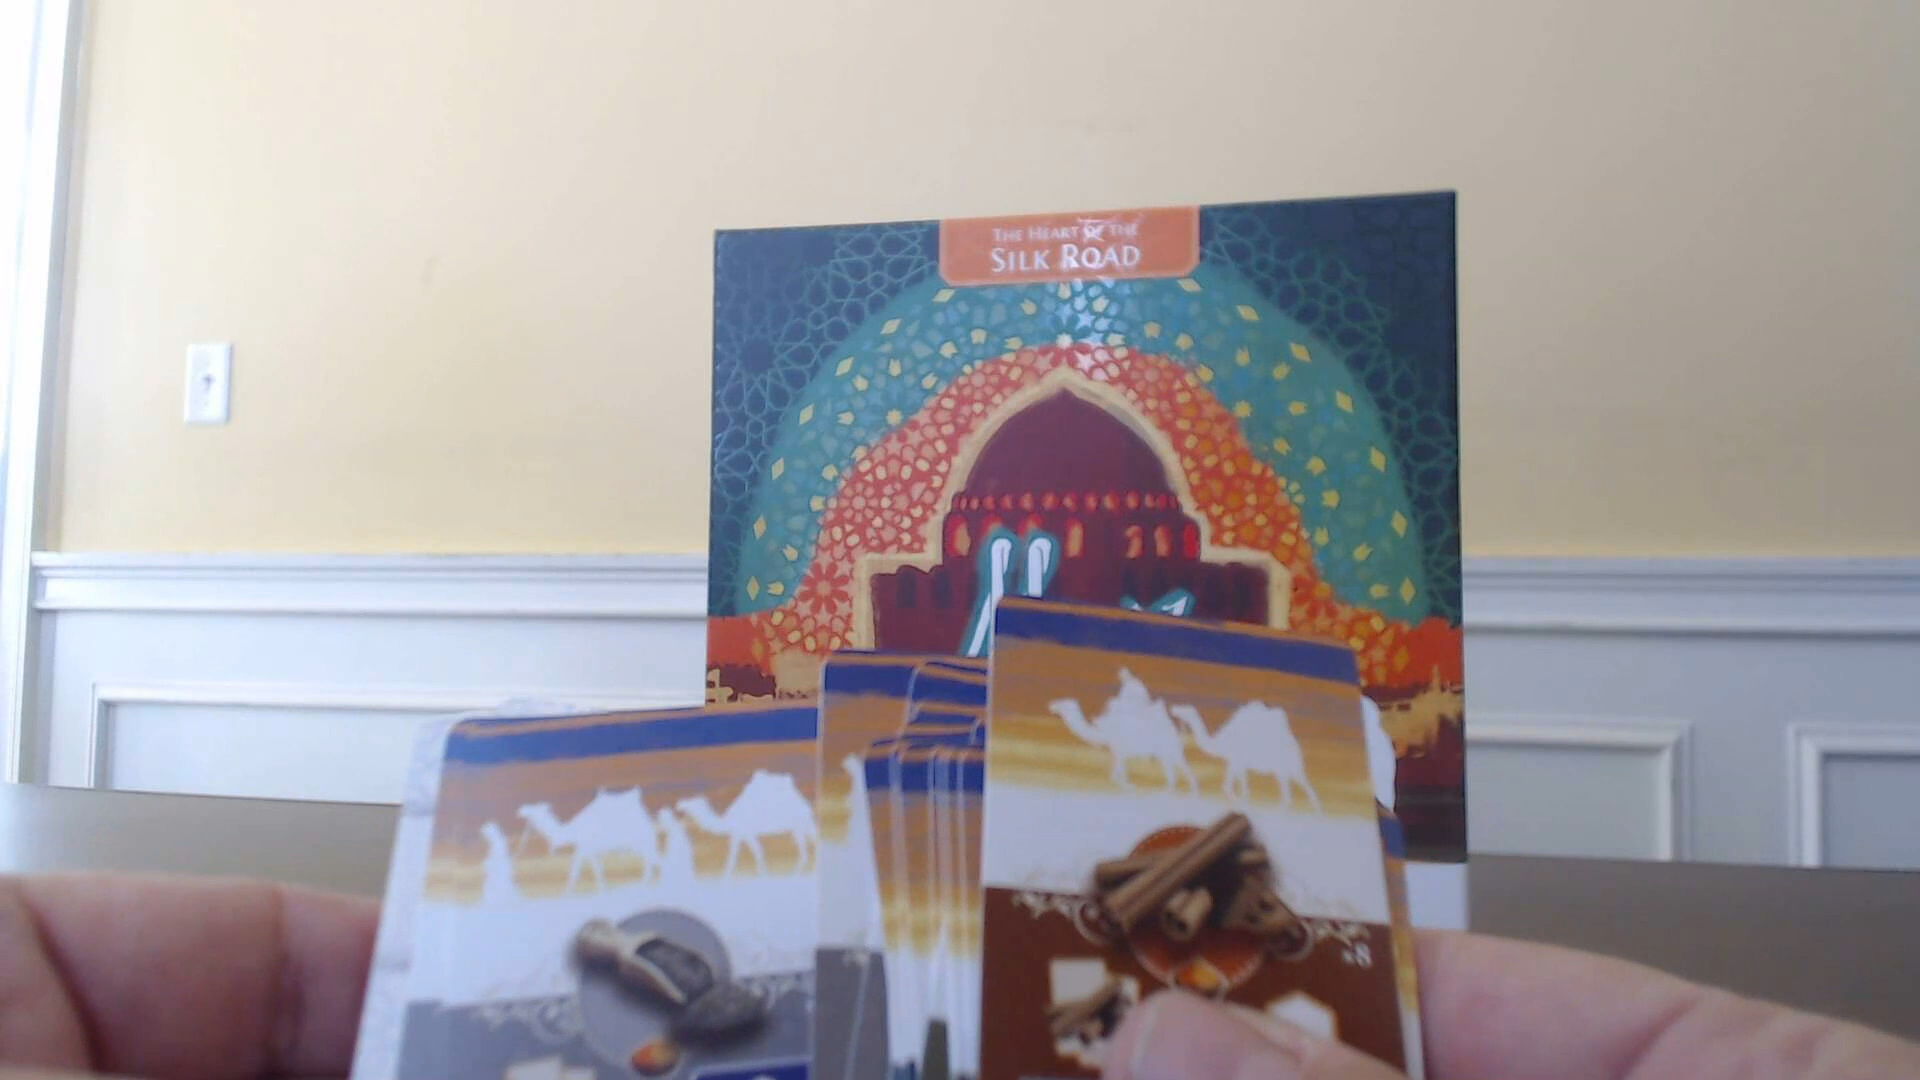 THE HEART OF THE
SILK ROAD
x8